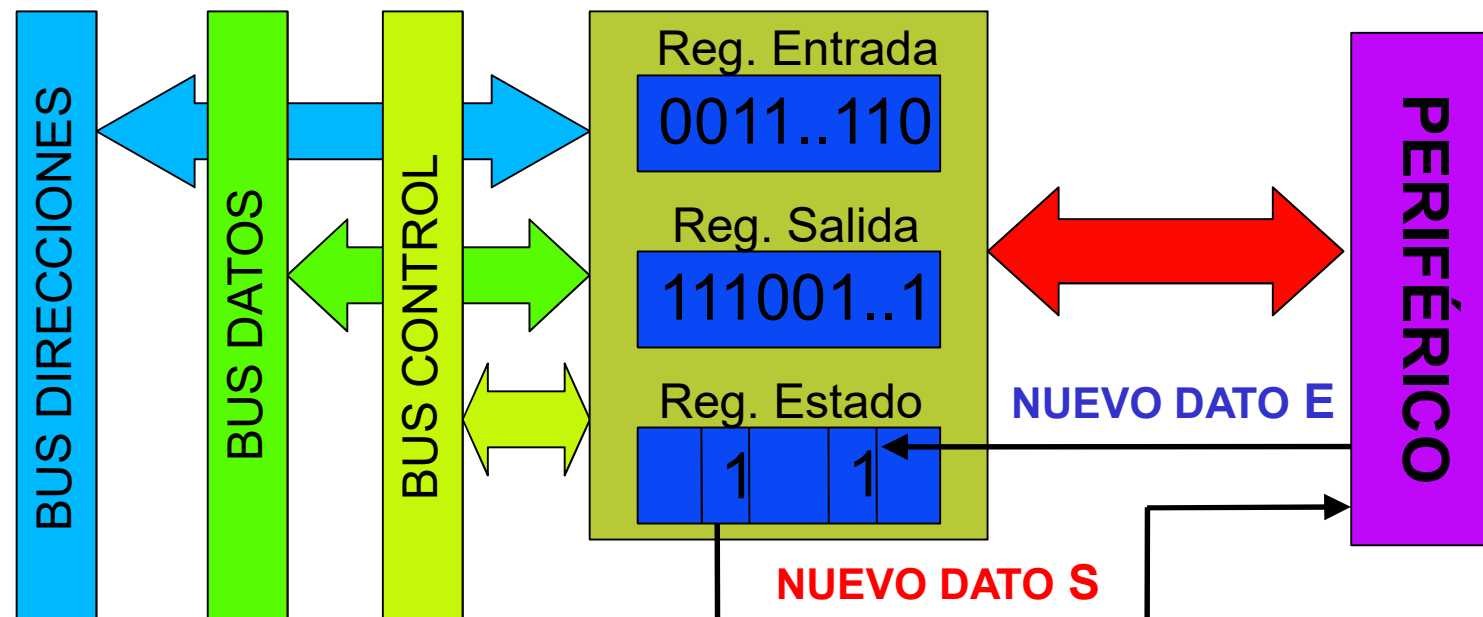 BUS DIRECCIONES
BUS DATOS
BUS CONTROL
Reg. Entrada
0011..110
Reg. Salida
111001..1
Reg. Estado
1 1
NUEVO DATO E
NUEVO DATO S
PERIFÉRICO